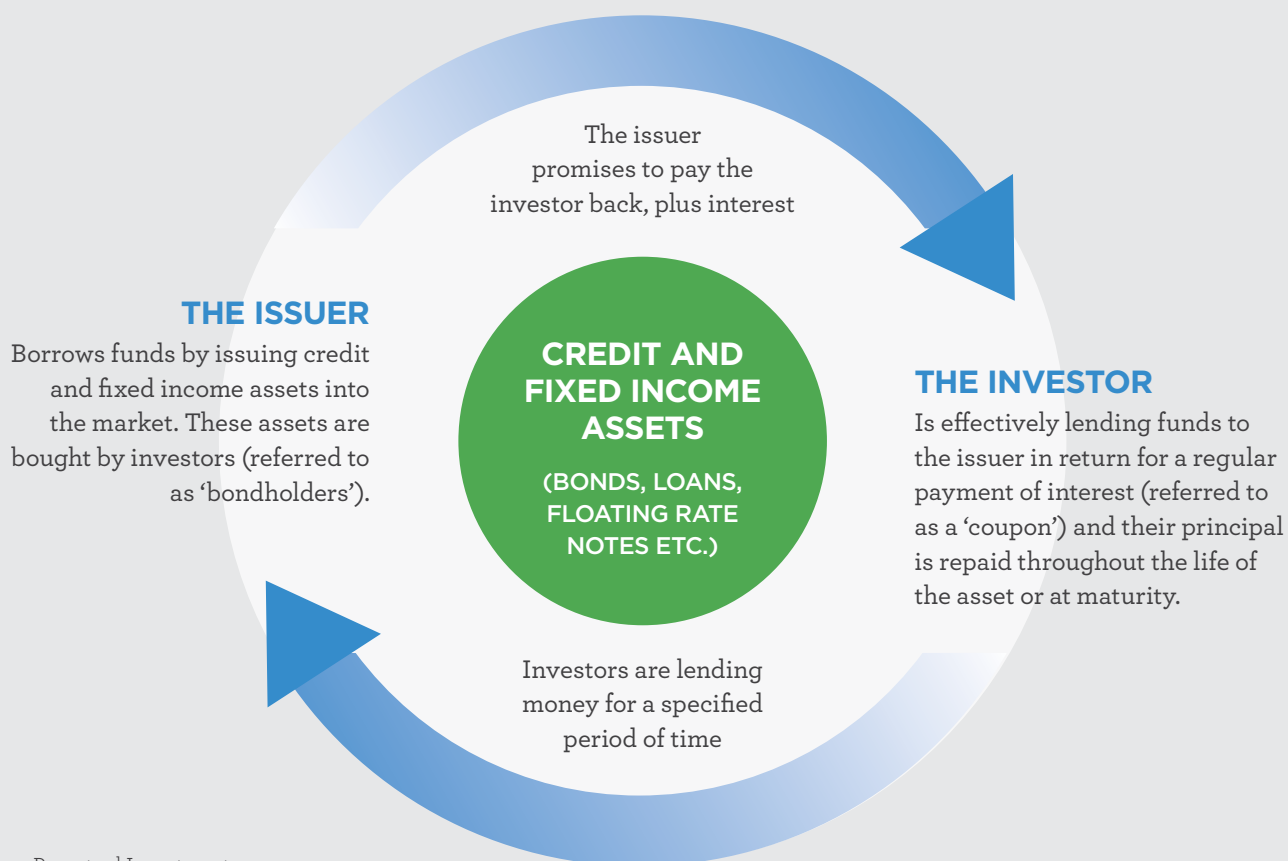 The issuer
promises to pay the
investor back, plus interest
THE ISSUER
Borrows funds by issuing credit
and fixed income assets into
the market. These assets are
bought by investors (referred to
as ‘bondholders’).
CREDIT AND
FIXED INCOME
ASSETS
(BONDS, LOANS,
FLOATING RATE
NOTES ETC.)
THE INVESTOR
Is effectively lending funds to
the issuer in return for a regular
payment of interest (referred to
as a ‘coupon’) and their principal
is repaid throughout the life of
the asset or at maturity.
Investors are lending
money for a specified
period of time